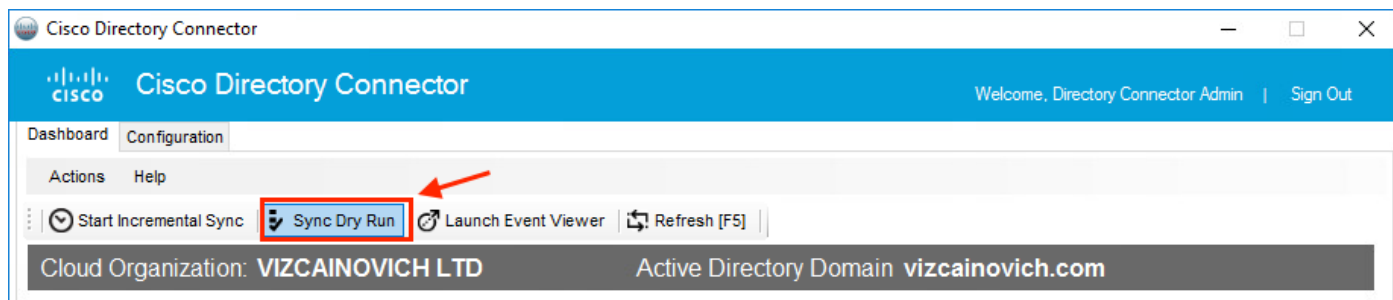 Cisco Directory Connector
CISCO Cisco Directory Connector Welcome, Directory Connector Admin | Sign Out
Dashboard Configuration
Actions Help
Start Incremental Sync Sync Dry Run Launch Event Viewer Refresh [F5]
Cloud Organization: VIZCAINOVICH LTD Active Directory Domain vizcainovich.com